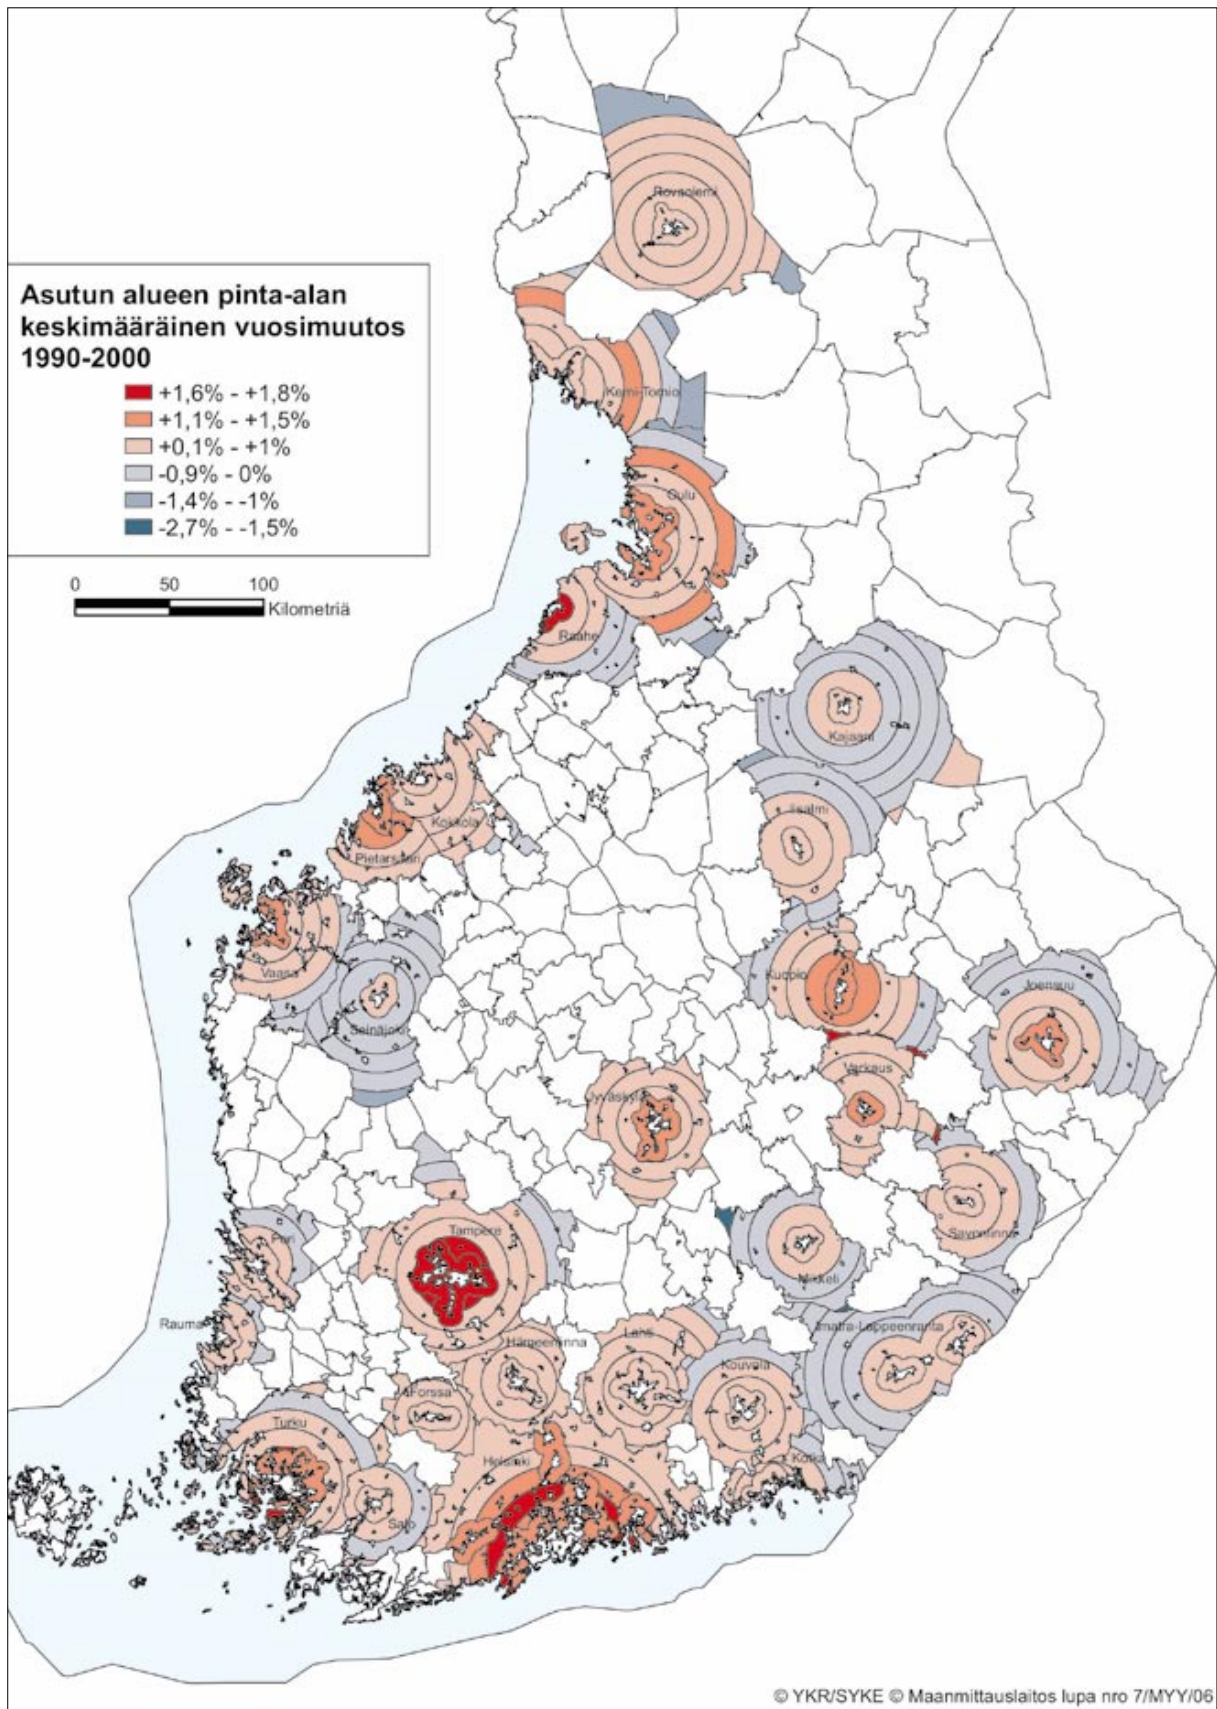 Rovaniemi
Asutun alueen pinta-alan
keskimääräinen vuosimuutos
1990-2000
+1,6% - +1,8%
+1,1% - +1,5%
+0,1% - +1%
-0,9% - 0%
-1,4% - -1%
-2,7% - -1,5%
0 50 100
Kilometriä
Kemi-Tornio
Oulu
Raahe
Kajaani
Iisalmi
Kokkola
Pietarsaari
Vaasa
Kuopio
Joensuu
Seinäjoki
Varkaus
Jyväskylä
Tampere
Savonlinna
Pori
Mikkeli
Rauma
Imatra-Lappeenranta
Hämeenlinna
Lahti
Kouvola
Forssa
Turku
Helsinki
Kotka
Salo
© YKR/SYKE © Maanmittauslaitos lupa nro 7/MYY/06